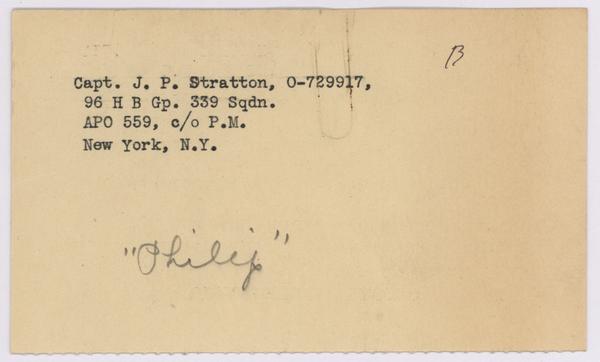 B
Capt. J. P. Stratton, O-729917,
96 H B Gp. 339 Sqdn.
APO 559, c/o P.M.
New York, N.Y.
"Philip"